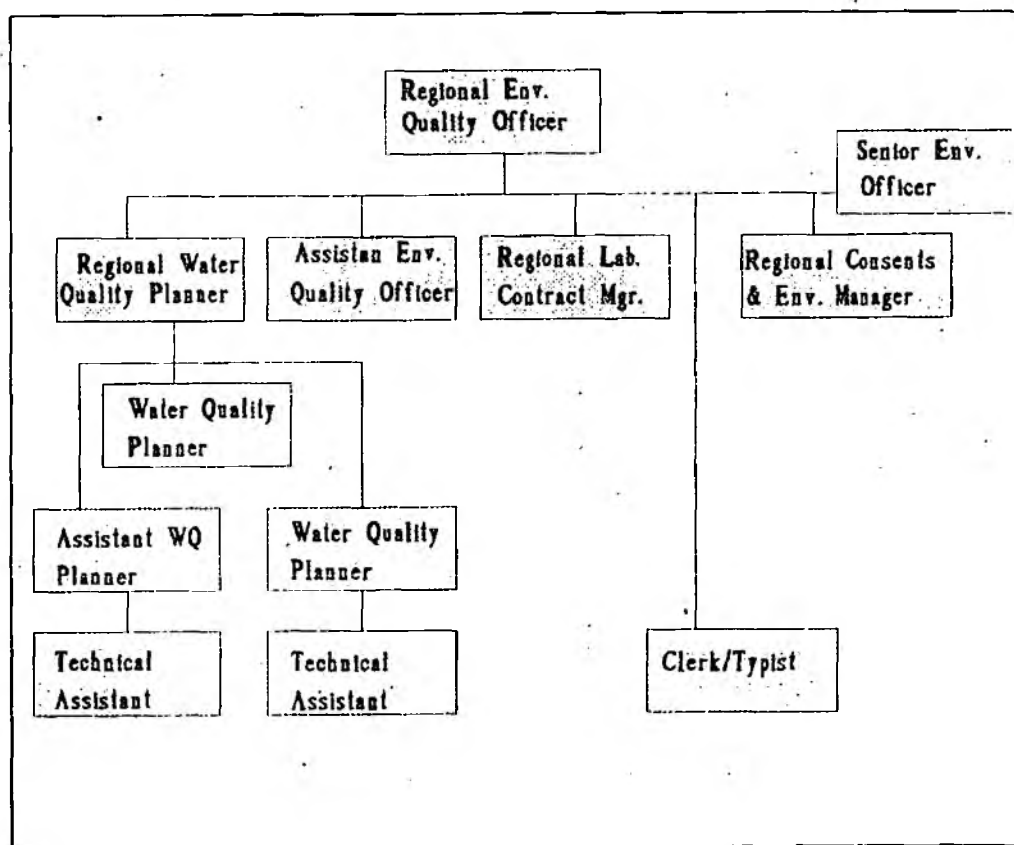 Regional Env.
Quality Officer
Senior Env.
Officer
Regional Water
Quality Planner
Assistan Env.
Quality Officer
Regional Lab.
Contract Mgr.
Regional Consents
& Env. Manager
Water Quality
Planner
Assistant WQ
Planner
Water Quality
Planner
Technical
Assistant
Technical
Assistant
Clerk/Typist